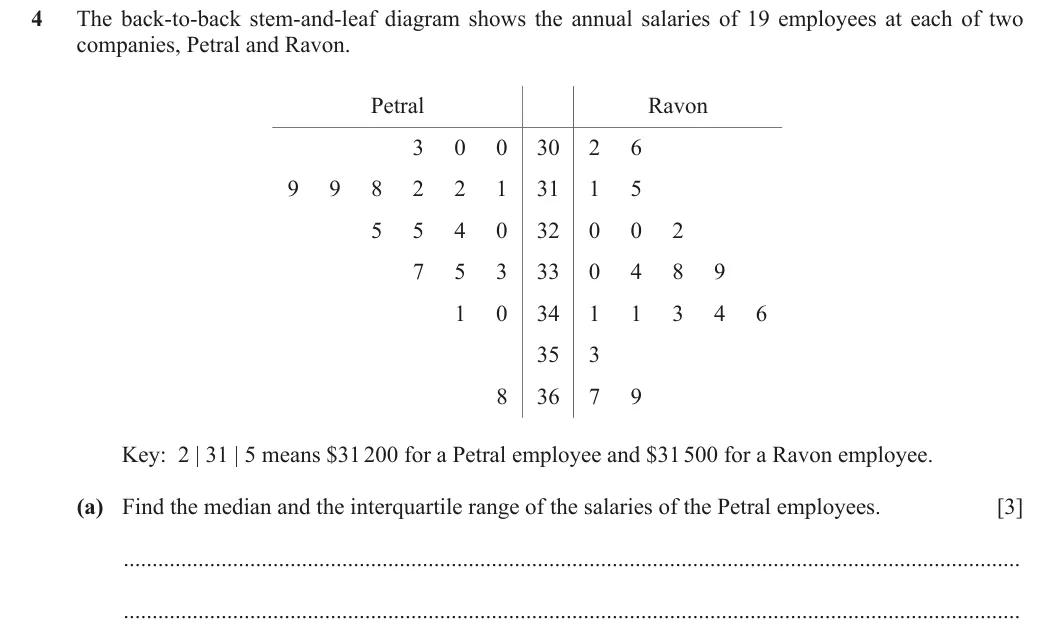 4 The back-to-back stem-and-leaf diagram shows the annual salaries of 19 employees at each of two
companies, Petral and Ravon.
Petral Ravon
3 0 0 30 2 6
9 9 8 2 2 1 31 1 5
5 5 4 0 32 0 0 2
7 5 3 33 0 4 8 9
1 0 34 1 1 3 4 6
35 3
8 36 7 9
Key: 2 | 31 | 5 means $31 200 for a Petral employee and $31 500 for a Ravon employee.
(a) Find the median and the interquartile range of the salaries of the Petral employees. [3]